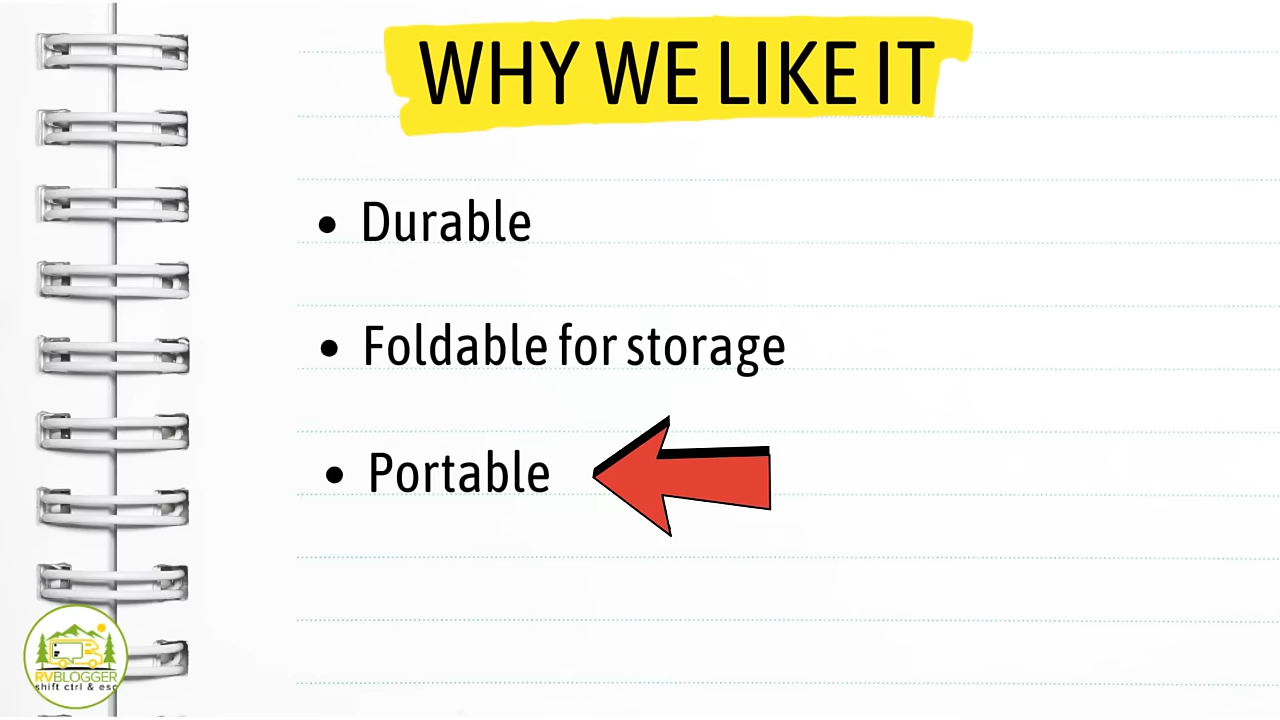 WHY WE LIKE IT
• Durable
• Foldable for storage
• Portable
RVBLOGGER
shift ctrl & esc